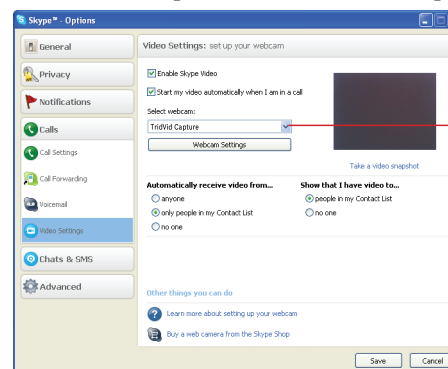 Skype™ - Options
General
Privacy
Notifications
Calls
Call Settings
Call Forwarding
Voicemail
Video Settings
Chats & SMS
Advanced
Video Settings: set up your webcam
Enable Skype Video
Start my video automatically when I am in a call
Select webcam:
TridVid Capture
Webcam Settings
Take a video snapshot
Automatically receive video from...
anyone
only people in my Contact List
no one
Show that I have video to...
people in my Contact List
no one
Other things you can do
Learn more about setting up your webcam
Buy a web camera from the Skype Shop
Save
Cancel